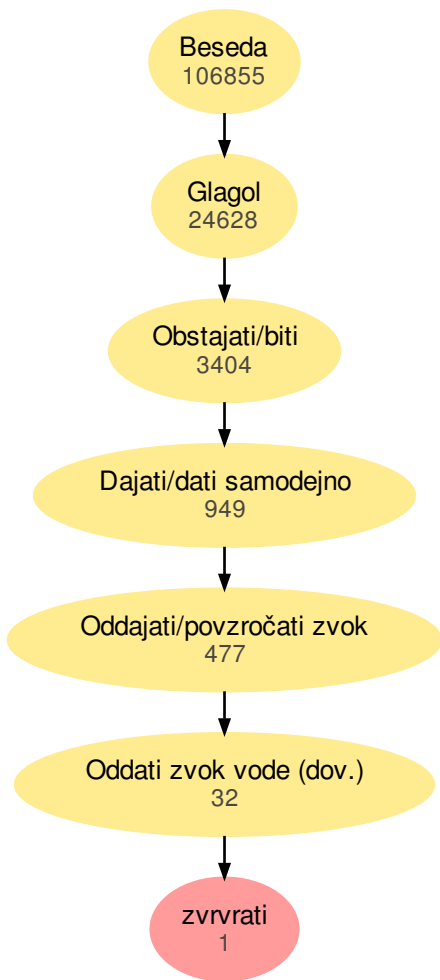 Beseda
106855
Glagol
24628
Obstajati/biti
3404
Dajati/dati samodejno
949
Oddajati/povzročati zvok
477
Oddati zvok vode (dov.)
32
zvrvrati
1